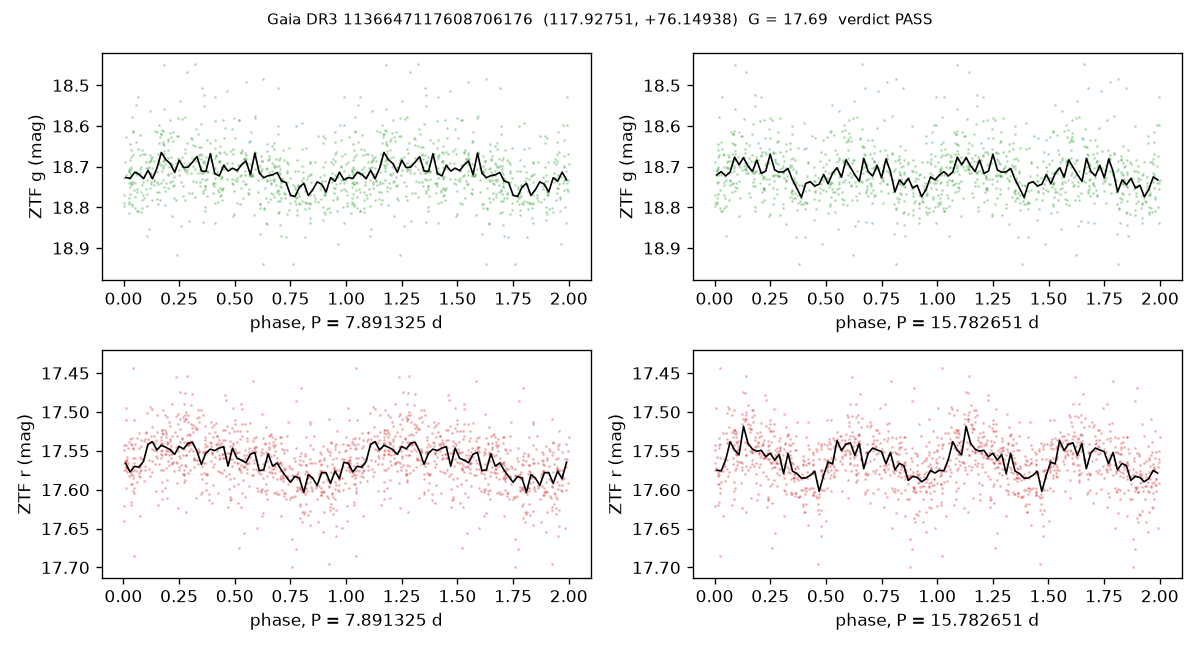 Gaia DR3 1136647117608706176  (117.92751, +76.14938)  G = 17.69  verdict PASS
ZTF g (mag)
18.5
18.6
18.7
18.8
18.9
0.00 0.25 0.50 0.75 1.00 1.25 1.50 1.75 2.00
phase, P = 7.891325 d
ZTF g (mag)
18.5
18.6
18.7
18.8
18.9
0.00 0.25 0.50 0.75 1.00 1.25 1.50 1.75 2.00
phase, P = 15.782651 d
ZTF r (mag)
17.45
17.50
17.55
17.60
17.65
17.70
0.00 0.25 0.50 0.75 1.00 1.25 1.50 1.75 2.00
phase, P = 7.891325 d
ZTF r (mag)
17.45
17.50
17.55
17.60
17.65
17.70
0.00 0.25 0.50 0.75 1.00 1.25 1.50 1.75 2.00
phase, P = 15.782651 d